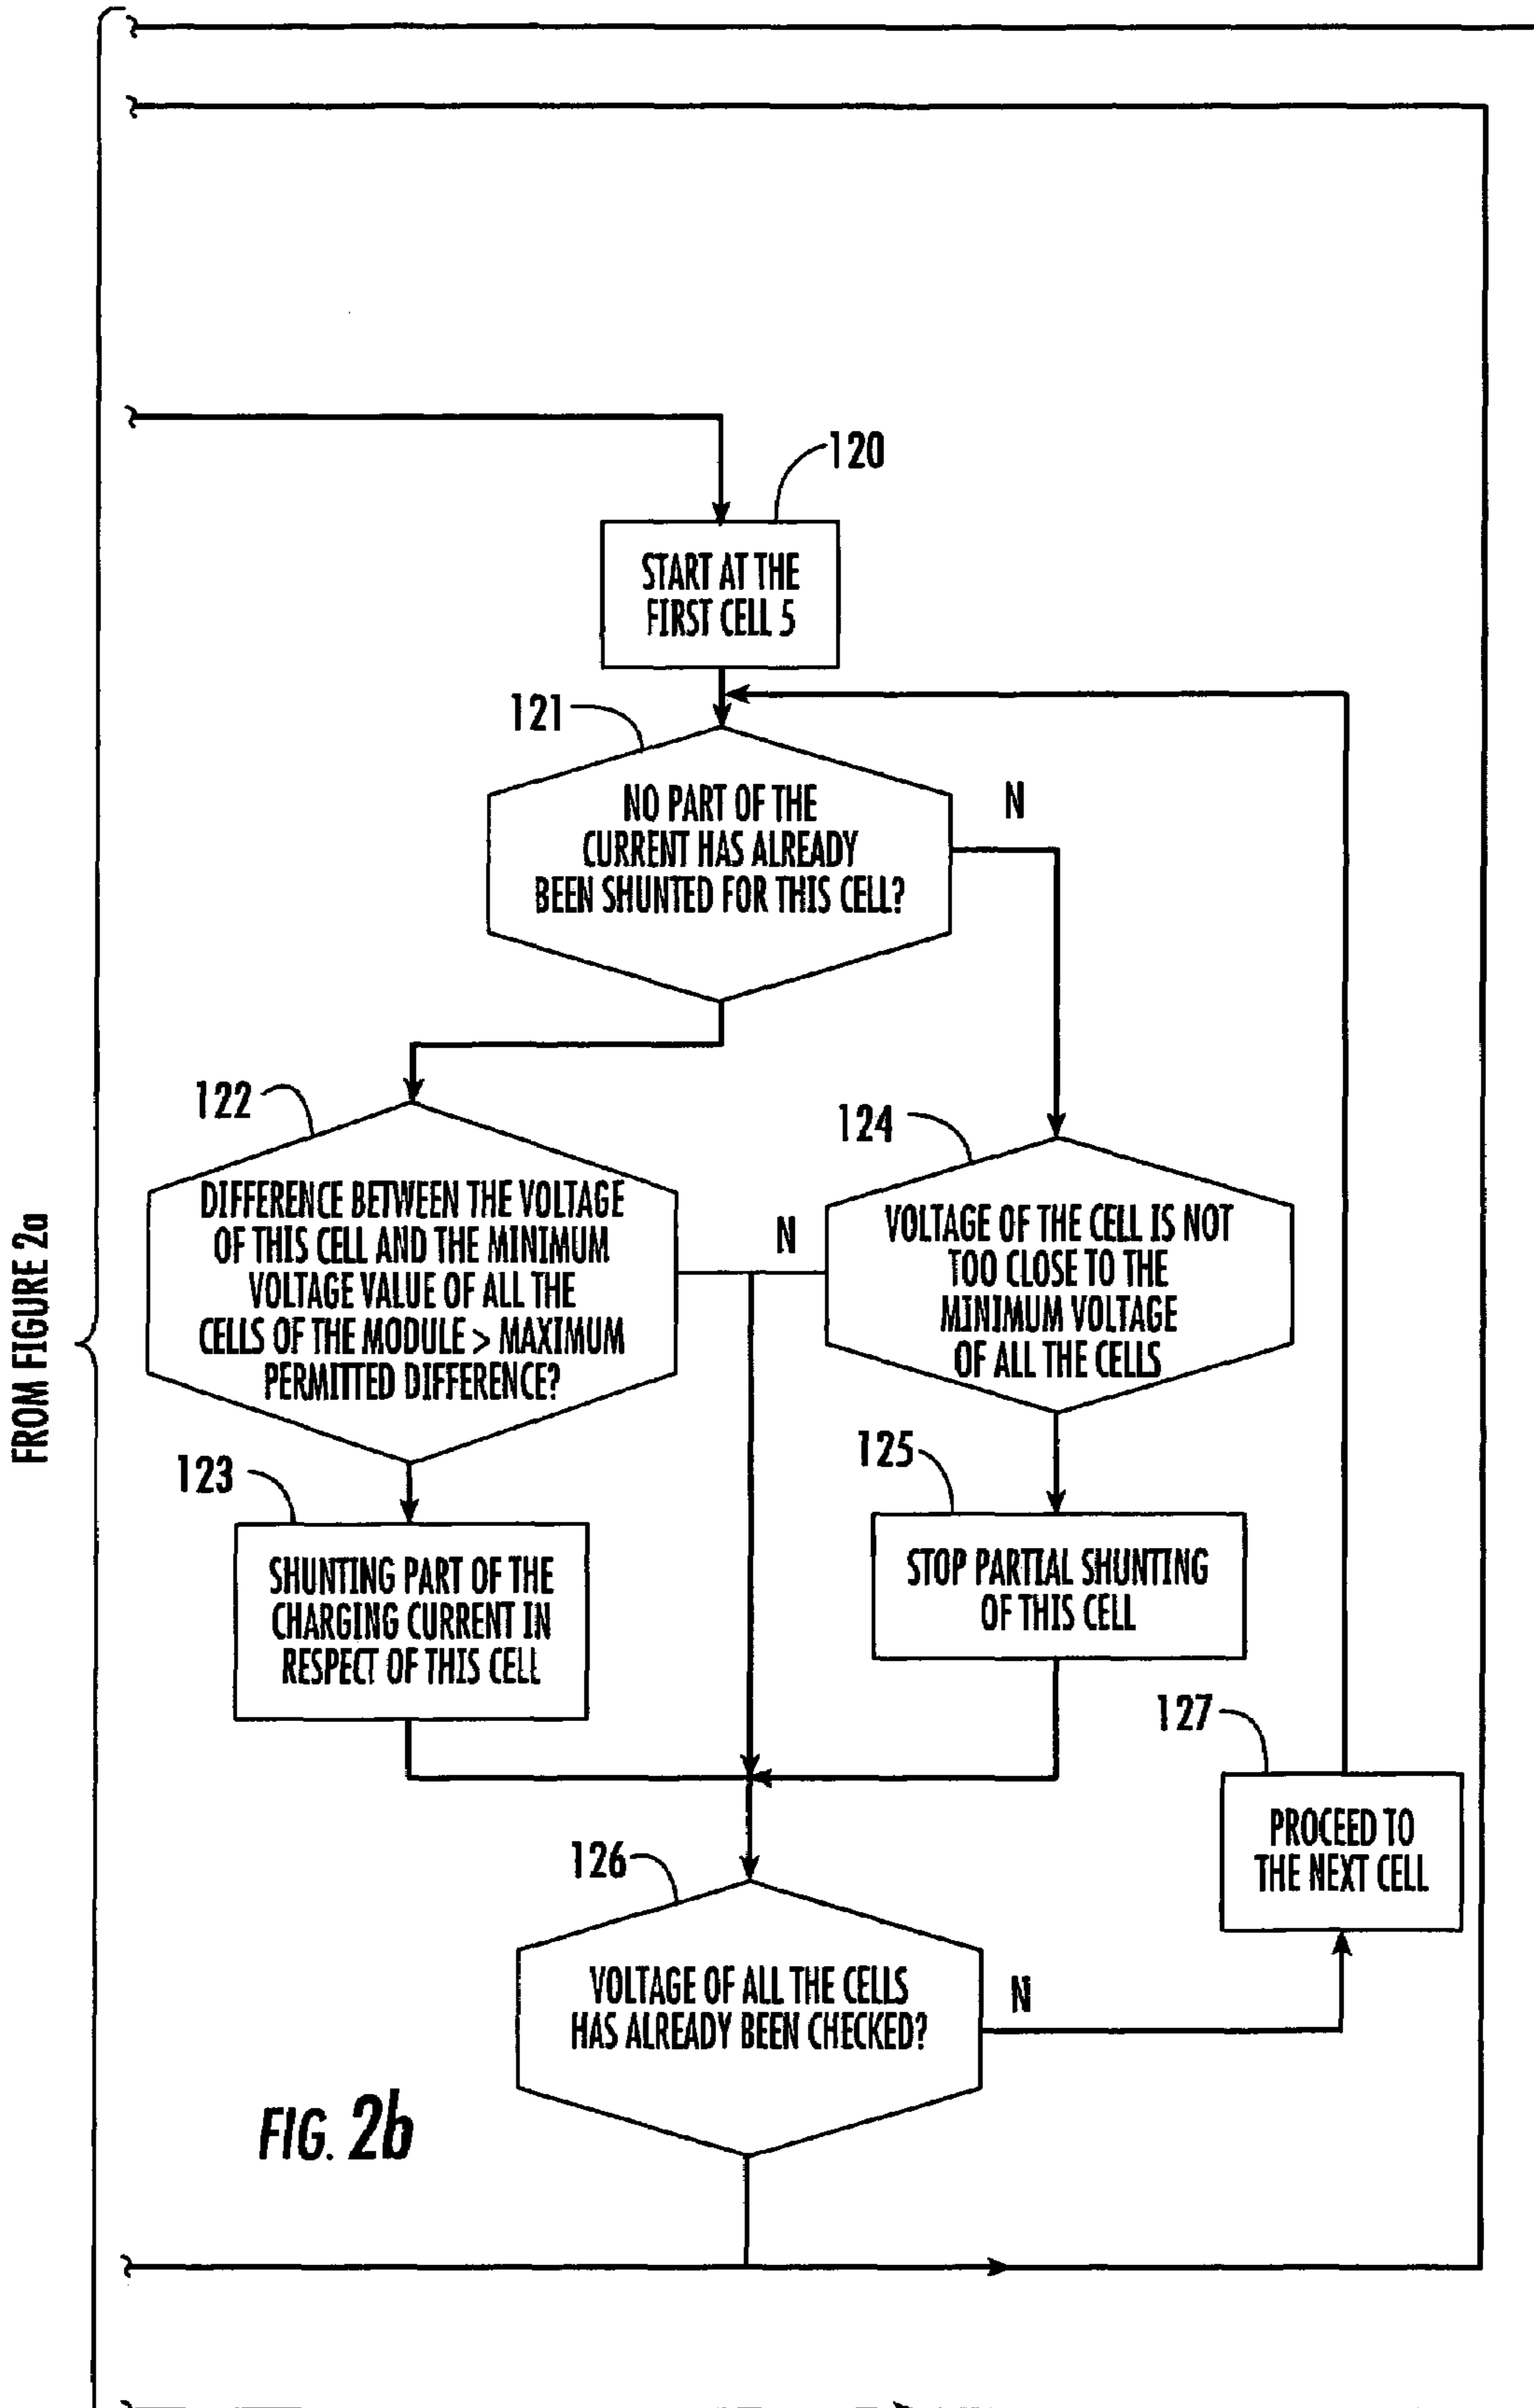 FROM FIGURE 2a
120
START AT THE
FIRST CELL 5
121
NO PART OF THE
CURRENT HAS ALREADY
BEEN SHUNTED FOR THIS CELL?
N
122
DIFFERENCE BETWEEN THE VOLTAGE
OF THIS CELL AND THE MINIMUM
VOLTAGE VALUE OF ALL THE
CELLS OF THE MODULE > MAXIMUM
PERMITTED DIFFERENCE?
N
124
VOLTAGE OF THE CELL IS NOT
TOO CLOSE TO THE
MINIMUM VOLTAGE
OF ALL THE CELLS
123
SHUNTING PART OF THE
CHARGING CURRENT IN
RESPECT OF THIS CELL
125
STOP PARTIAL SHUNTING
OF THIS CELL
127
PROCEED TO
THE NEXT CELL
126
VOLTAGE OF ALL THE CELLS
HAS ALREADY BEEN CHECKED?
N
FIG. 2b